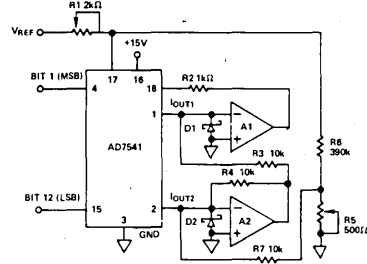 R1 2kΩ
VREF
+15V
17
16
R2 1kΩ
BIT 1 (MSB)
4
18
IOUT1
1
D1
A1
R6
390k
R3 10k
AD7541
R4 10k
IOUT2
BIT 12 (LSB)
15
2
D2
A2
R5
500Ω
3
GND
R7 10k